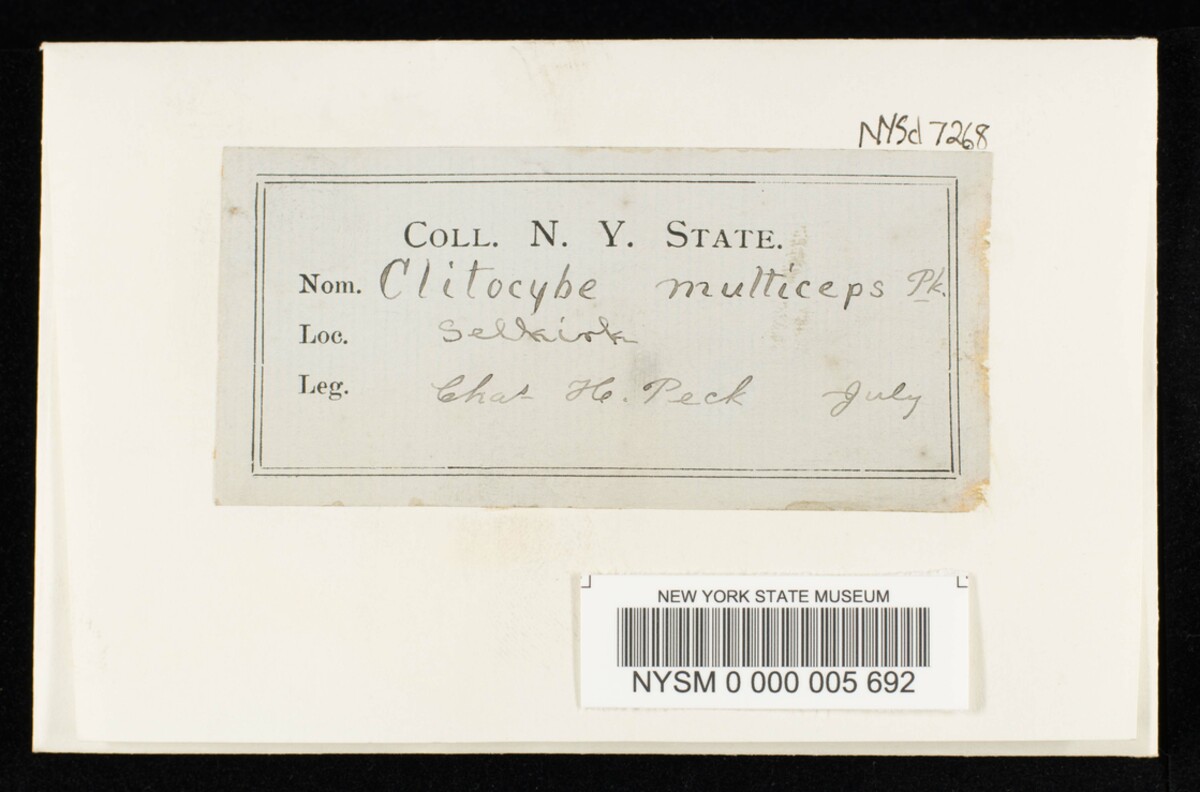 NYSd 7268
COLL. N. Y. STATE.
Nom. Clitocybe multiceps Pk.
Loc. Selkirk
Leg. Chas H. Peck July
NEW YORK STATE MUSEUM
NYSM 0 000 005 692